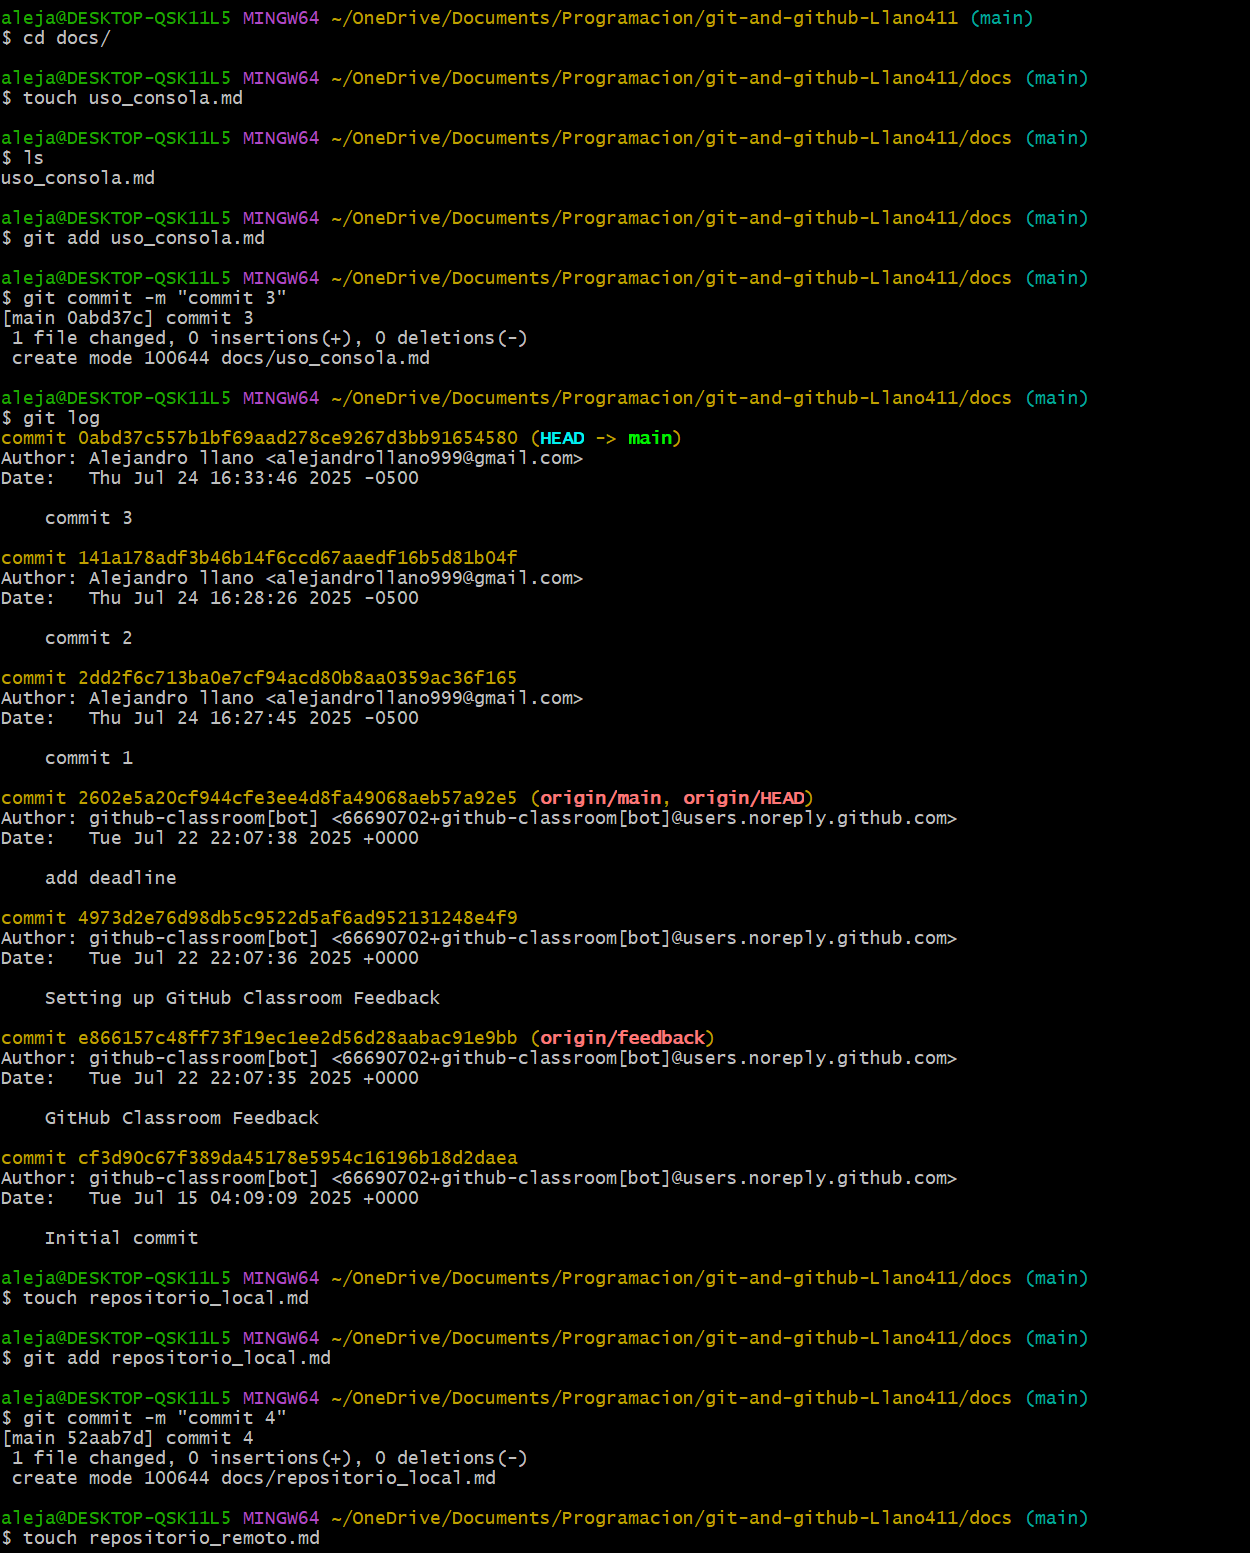 aleja@DESKTOP-QSK11L5 MINGW64 ~/OneDrive/Documents/Programacion/git-and-github-Llano411 (main)
$ cd docs/
aleja@DESKTOP-QSK11L5 MINGW64 ~/OneDrive/Documents/Programacion/git-and-github-Llano411/docs (main)
$ touch uso_consola.md
aleja@DESKTOP-QSK11L5 MINGW64 ~/OneDrive/Documents/Programacion/git-and-github-Llano411/docs (main)
$ ls
uso_consola.md
aleja@DESKTOP-QSK11L5 MINGW64 ~/OneDrive/Documents/Programacion/git-and-github-Llano411/docs (main)
$ git add uso_consola.md
aleja@DESKTOP-QSK11L5 MINGW64 ~/OneDrive/Documents/Programacion/git-and-github-Llano411/docs (main)
$ git commit -m "commit 3"
[main 0abd37c] commit 3
 1 file changed, 0 insertions(+), 0 deletions(-)
 create mode 100644 docs/uso_consola.md
aleja@DESKTOP-QSK11L5 MINGW64 ~/OneDrive/Documents/Programacion/git-and-github-Llano411/docs (main)
$ git log
commit 0abd37c557b1bf69aad278ce9267d3bb91654580 (HEAD -> main)
Author: Alejandro llano <alejandrollano999@gmail.com>
Date:   Thu Jul 24 16:33:46 2025 -0500
    commit 3
commit 141a178adf3b46b14f6ccd67aaedf16b5d81b04f
Author: Alejandro llano <alejandrollano999@gmail.com>
Date:   Thu Jul 24 16:28:26 2025 -0500
    commit 2
commit 2dd2f6c713ba0e7cf94acd80b8aa0359ac36f165
Author: Alejandro llano <alejandrollano999@gmail.com>
Date:   Thu Jul 24 16:27:45 2025 -0500
    commit 1
commit 2602e5a20cf944cfe3ee4d8fa49068aeb57a92e5 (origin/main, origin/HEAD)
Author: github-classroom[bot] <66690702+github-classroom[bot]@users.noreply.github.com>
Date:   Tue Jul 22 22:07:38 2025 +0000
    add deadline
commit 4973d2e76d98db5c9522d5af6ad952131248e4f9
Author: github-classroom[bot] <66690702+github-classroom[bot]@users.noreply.github.com>
Date:   Tue Jul 22 22:07:36 2025 +0000
    Setting up GitHub Classroom Feedback
commit e866157c48ff73f19ec1ee2d56d28aabac91e9bb (origin/feedback)
Author: github-classroom[bot] <66690702+github-classroom[bot]@users.noreply.github.com>
Date:   Tue Jul 22 22:07:35 2025 +0000
    GitHub Classroom Feedback
commit cf3d90c67f389da45178e5954c16196b18d2daea
Author: github-classroom[bot] <66690702+github-classroom[bot]@users.noreply.github.com>
Date:   Tue Jul 15 04:09:09 2025 +0000
    Initial commit
aleja@DESKTOP-QSK11L5 MINGW64 ~/OneDrive/Documents/Programacion/git-and-github-Llano411/docs (main)
$ touch repositorio_local.md
aleja@DESKTOP-QSK11L5 MINGW64 ~/OneDrive/Documents/Programacion/git-and-github-Llano411/docs (main)
$ git add repositorio_local.md
aleja@DESKTOP-QSK11L5 MINGW64 ~/OneDrive/Documents/Programacion/git-and-github-Llano411/docs (main)
$ git commit -m "commit 4"
[main 52aab7d] commit 4
 1 file changed, 0 insertions(+), 0 deletions(-)
 create mode 100644 docs/repositorio_local.md
aleja@DESKTOP-QSK11L5 MINGW64 ~/OneDrive/Documents/Programacion/git-and-github-Llano411/docs (main)
$ touch repositorio_remoto.md